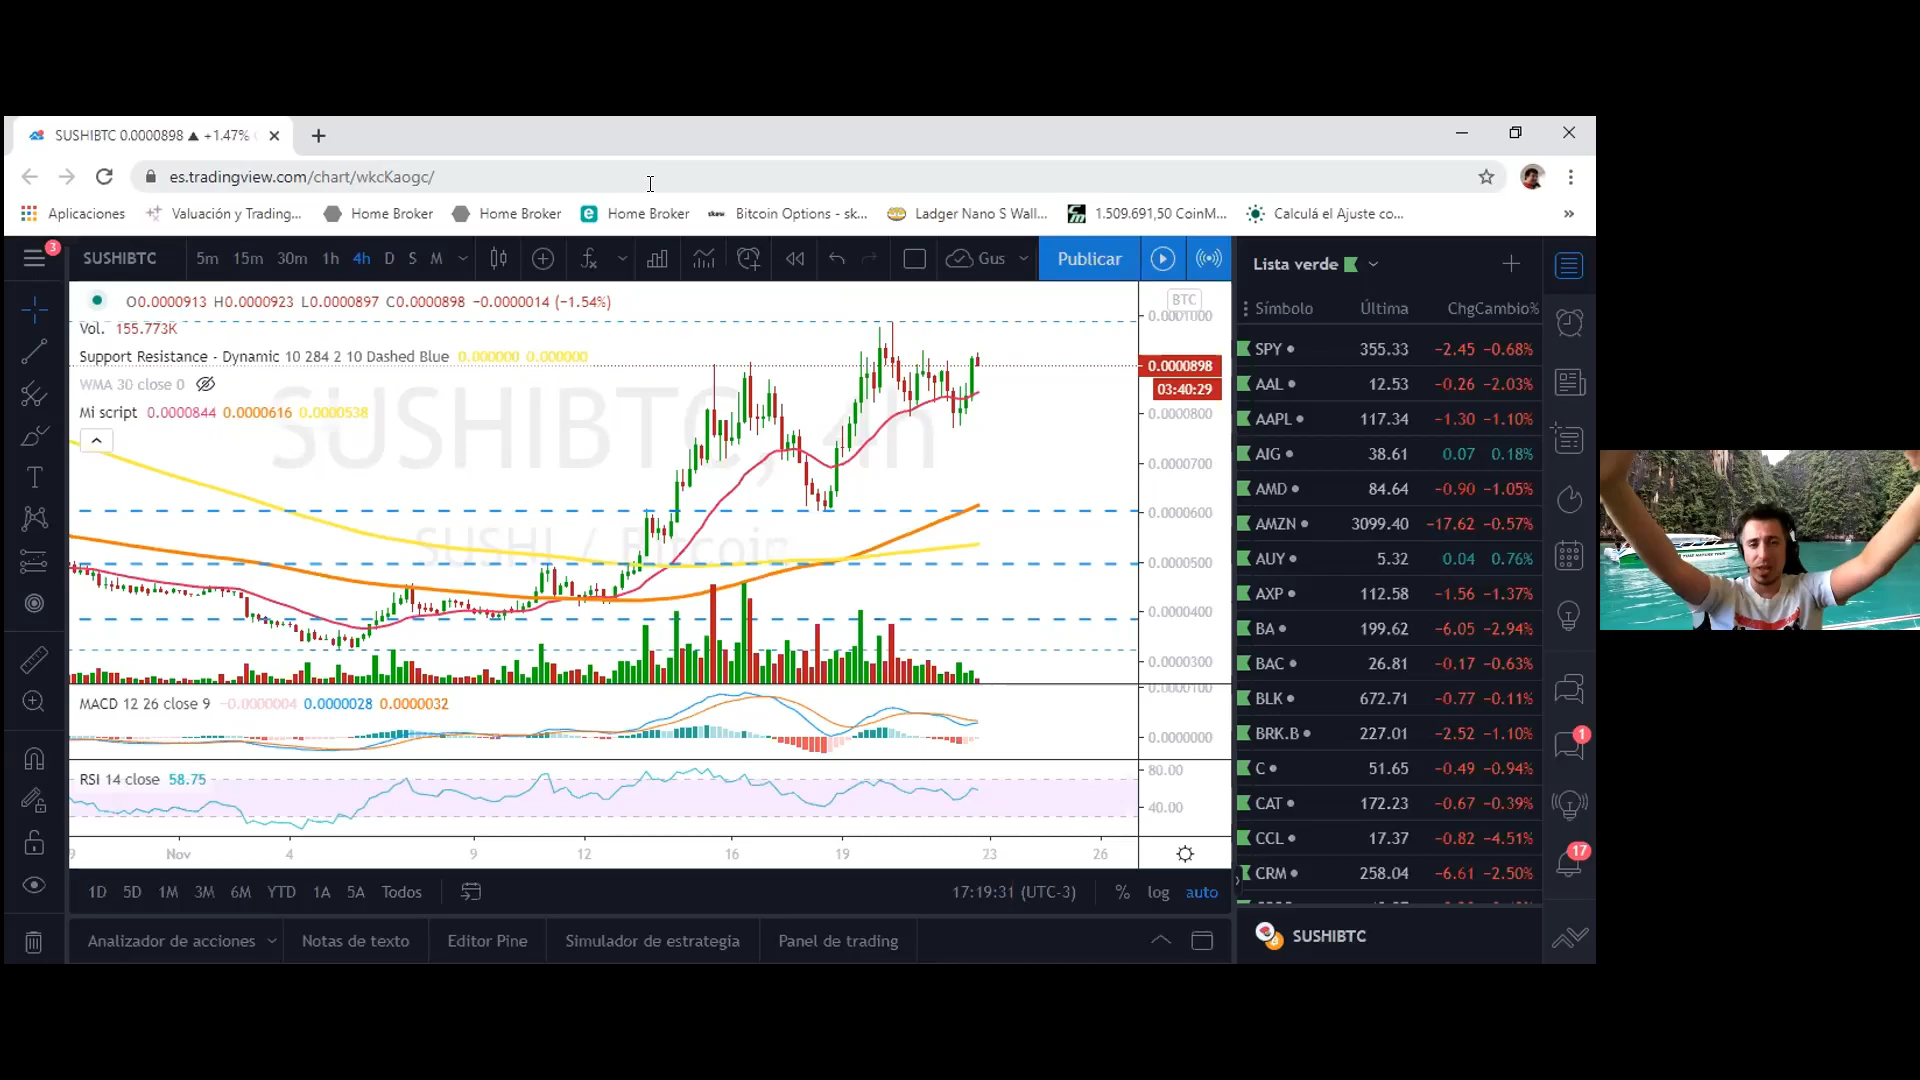 SUSHIBTC 0.0000898 ▲ +1.47%
es.tradingview.com/chart/wkcKaogc/
Aplicaciones Valuación y Trading... Home Broker Home Broker Home Broker Bitcoin Options - sk... Ladger Nano S Wall... 1.509.691,50 CoinM... Calculá el Ajuste co... »
3 SUSHIBTC 5m 15m 30m 1h 4h D S M Gus Publicar
Lista verde
O0.0000913 H0.0000923 L0.0000897 C0.0000898 −0.0000014 (−1.54%)
Vol. 155.773K
Support Resistance - Dynamic 10 284 2 10 Dashed Blue 0.000000 0.000000
WMA 30 close 0
Mi script 0.0000844 0.0000616 0.0000538
SUSHIBTC, 4h
SUSHI / Bitcoin
BTC
0.0001000
0.0000898
03:40:29
0.0000800
0.0000700
0.0000600
0.0000500
0.0000400
0.0000300
MACD 12 26 close 9 −0.0000004 0.0000028 0.0000032
0.0000100
0.0000000
RSI 14 close 58.75
80.00
40.00
Nov 4 9 12 16 19 23 26
1D 5D 1M 3M 6M YTD 1A 5A Todos 17:19:31 (UTC-3) % log auto
Analizador de acciones Notas de texto Editor Pine Simulador de estrategia Panel de trading
Símbolo Última Chg Cambio%
SPY 355.33 −2.45 −0.68%
AAL 12.53 −0.26 −2.03%
AAPL 117.34 −1.30 −1.10%
AIG 38.61 0.07 0.18%
AMD 84.64 −0.90 −1.05%
AMZN 3099.40 −17.62 −0.57%
AUY 5.32 0.04 0.76%
AXP 112.58 −1.56 −1.37%
BA 199.62 −6.05 −2.94%
BAC 26.81 −0.17 −0.63%
BLK 672.71 −0.77 −0.11%
BRK.B 227.01 −2.52 −1.10%
C 51.65 −0.49 −0.94%
CAT 172.23 −0.67 −0.39%
CCL 17.37 −0.82 −4.51%
CRM 258.04 −6.61 −2.50%
SUSHIBTC
1
17